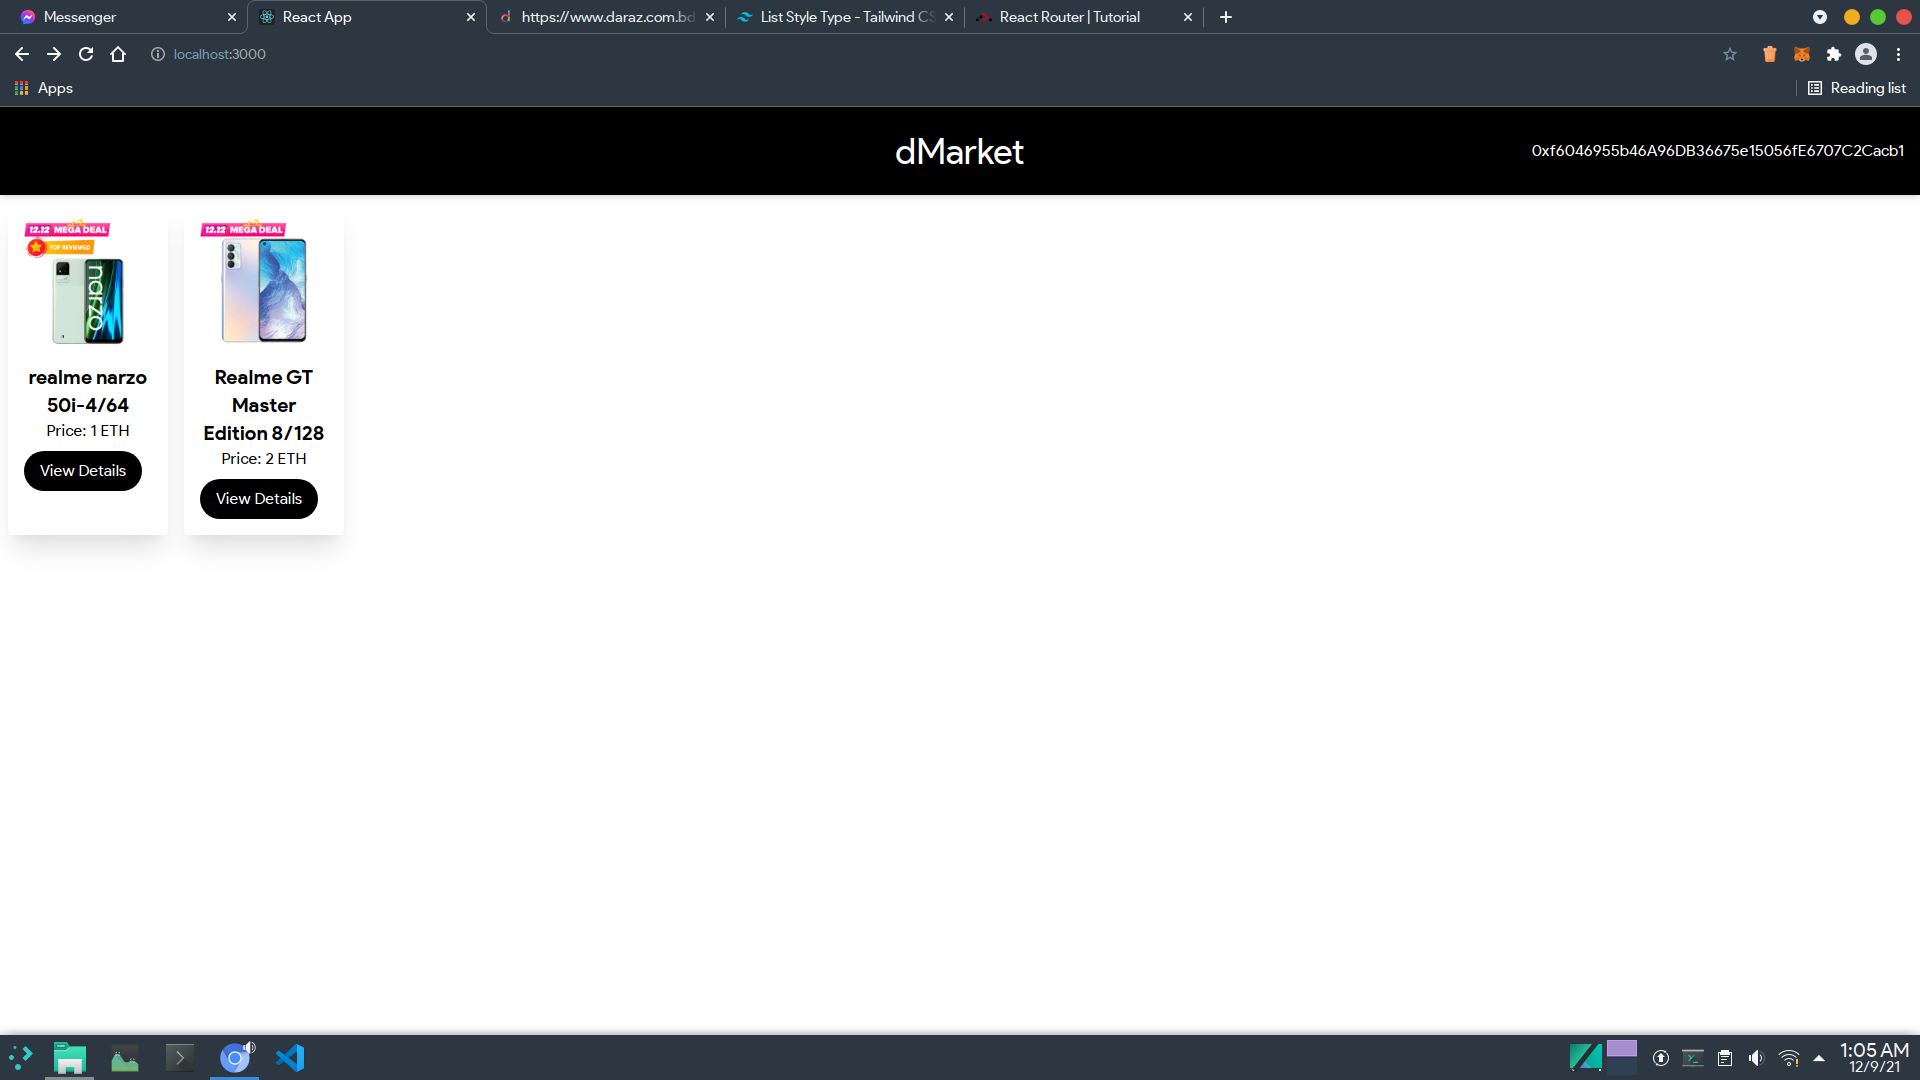 Messenger
React App
https://www.daraz.com.bd
List Style Type - Tailwind CS
React Router | Tutorial
localhost:3000
Apps
Reading list
dMarket
0xf6046955b46A96DB36675e15056fE6707C2Cacb1
12.12 MEGA DEAL
TOP REVIEWED
narzo
realme narzo
50i-4/64
Price: 1 ETH
View Details
12.12 MEGA DEAL
Realme GT
Master
Edition 8/128
Price: 2 ETH
View Details
1:05 AM
12/9/21